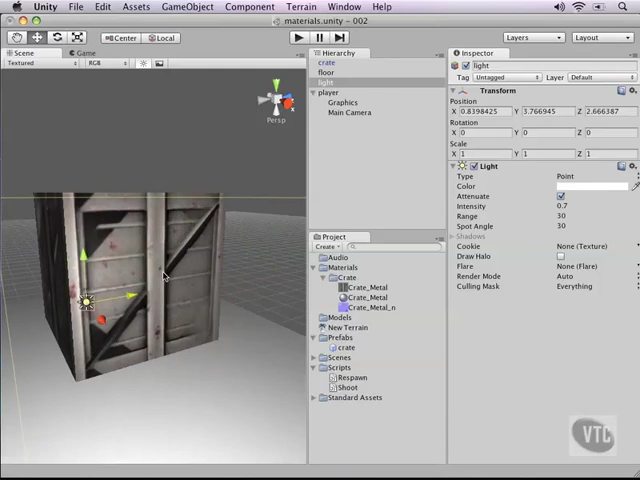 Unity File Edit Assets GameObject Component Terrain Window
materials.unity - 002
Center Local Layers Layout
Scene Game
Textured RGB
Persp
Hierarchy
crate
floor
light
player
Graphics
Main Camera
Project
Create
Audio
Materials
Crate
Crate_Metal
Crate_Metal
Crate_Metal_n
Models
New Terrain
Prefabs
crate
Scenes
Scripts
Respawn
Shoot
Standard Assets
Inspector
light
Tag Untagged Layer Default
Transform
Position
X 0.8398425 Y 3.766945 Z 2.666387
Rotation
X 0 Y 0 Z 0
Scale
X 1 Y 1 Z 1
Light
Type Point
Color
Attenuate
Intensity 0.7
Range 30
Spot Angle 30
Shadows
Cookie None (Texture)
Draw Halo
Flare None (Flare)
Render Mode Auto
Culling Mask Everything
VTC